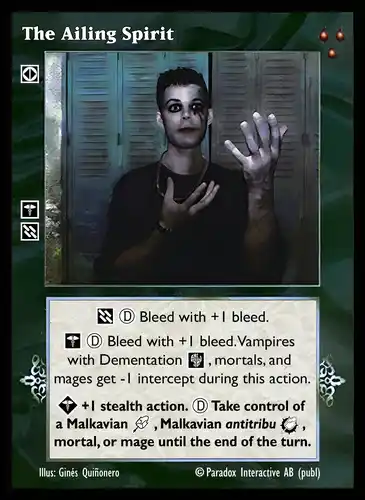 The Ailing Spirit
Ⓓ Bleed with +1 bleed.
Ⓓ Bleed with +1 bleed. Vampires
with Dementation , mortals, and
mages get -1 intercept during this action.
+1 stealth action. Ⓓ Take control of
a Malkavian , Malkavian antitribu ,
mortal, or mage until the end of the turn.
Illus: Ginés Quiñonero
© Paradox Interactive AB (publ)